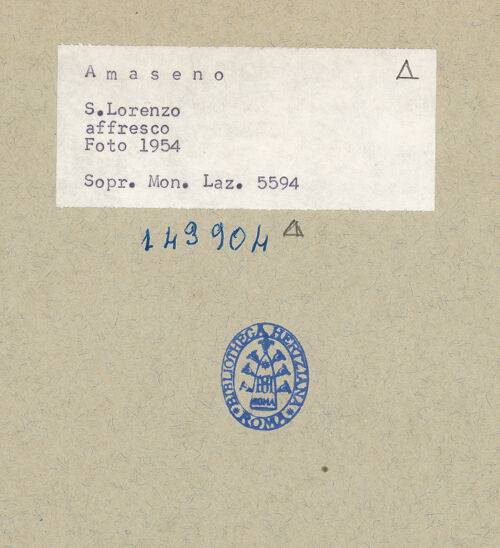 A m a s e n o
S.Lorenzo
affresco
Foto 1954
Sopr. Mon. Laz. 5594
149904
BIBLIOTHECA HERTZIANA
ROMA